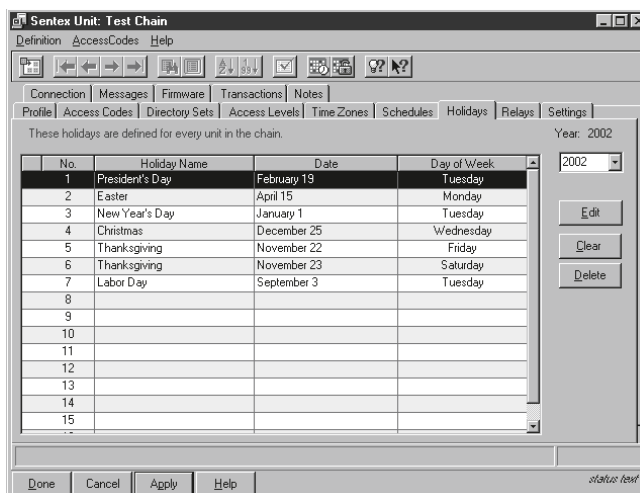 Sentex Unit: Test Chain
Definition AccessCodes Help
Connection Messages Firmware Transactions Notes
Profile Access Codes Directory Sets Access Levels Time Zones Schedules Holidays Relays Settings
These holidays are defined for every unit in the chain. Year: 2002
2002
No. Holiday Name Date Day of Week
1 President's Day February 19 Tuesday
2 Easter April 15 Monday
3 New Year's Day January 1 Tuesday
4 Christmas December 25 Wednesday
5 Thanksgiving November 22 Friday
6 Thanksgiving November 23 Saturday
7 Labor Day September 3 Tuesday
8
9
10
11
12
13
14
15
Edit
Clear
Delete
Done Cancel Apply Help status text